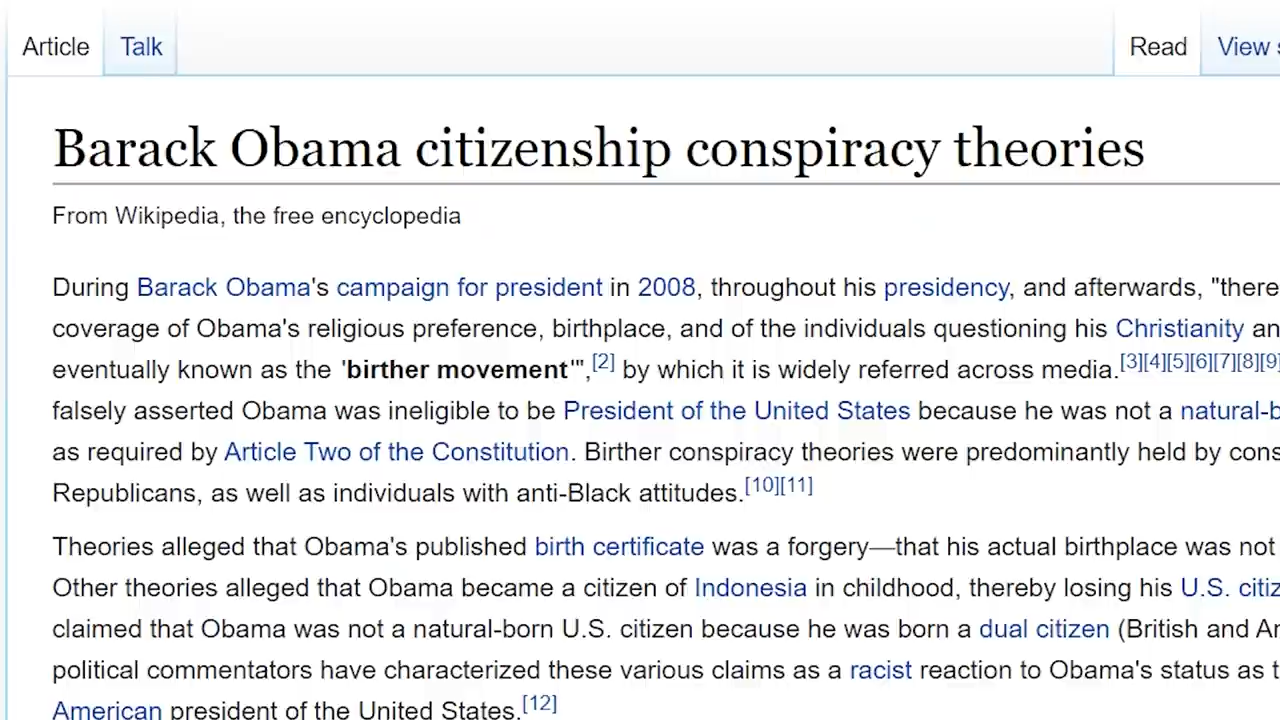 Article Talk Read View s
Barack Obama citizenship conspiracy theories
From Wikipedia, the free encyclopedia
During Barack Obama's campaign for president in 2008, throughout his presidency, and afterwards, "there
coverage of Obama's religious preference, birthplace, and of the individuals questioning his Christianity an
eventually known as the 'birther movement'",[2] by which it is widely referred across media.[3][4][5][6][7][8][9]
falsely asserted Obama was ineligible to be President of the United States because he was not a natural-b
as required by Article Two of the Constitution. Birther conspiracy theories were predominantly held by cons
Republicans, as well as individuals with anti-Black attitudes.[10][11]
Theories alleged that Obama's published birth certificate was a forgery—that his actual birthplace was not
Other theories alleged that Obama became a citizen of Indonesia in childhood, thereby losing his U.S. citiz
claimed that Obama was not a natural-born U.S. citizen because he was born a dual citizen (British and Am
political commentators have characterized these various claims as a racist reaction to Obama's status as t
American president of the United States.[12]